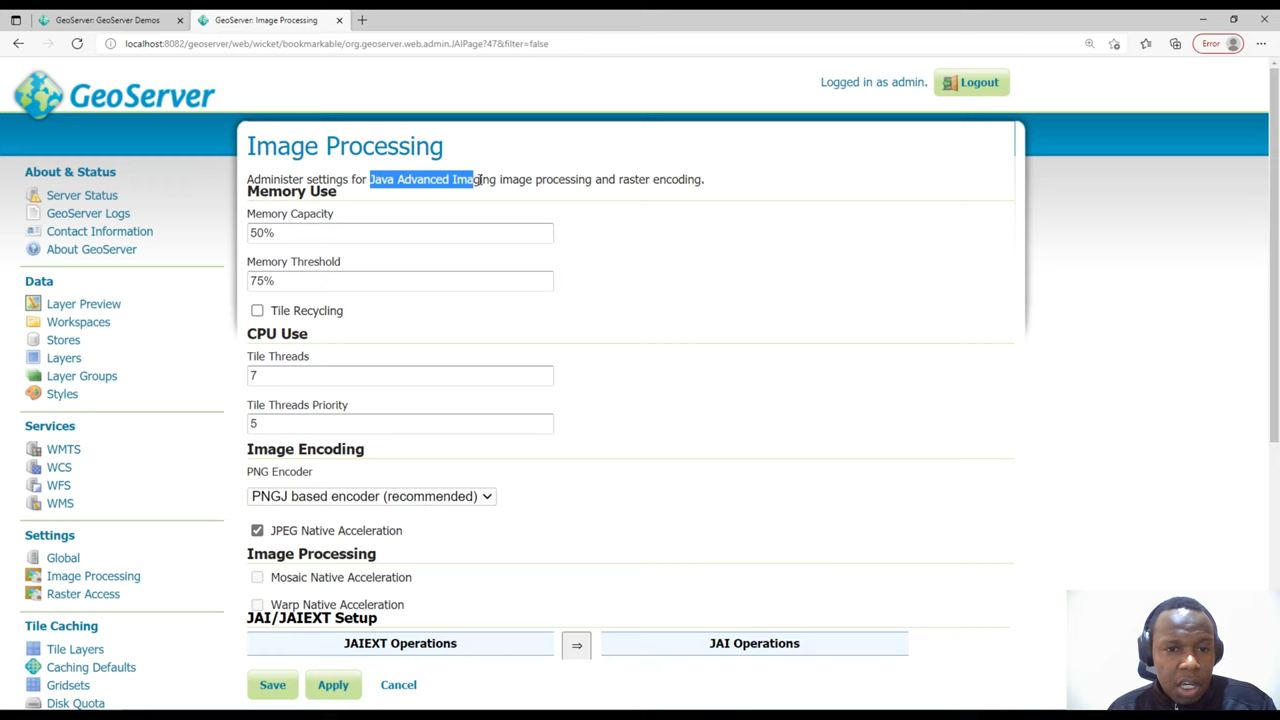 GeoServer: GeoServer Demos
GeoServer: Image Processing
localhost:8082/geoserver/web/wicket/bookmarkable/org.geoserver.web.admin.JAIPage?47&filter=false
Error
GeoServer
Logged in as admin.
Logout
About & Status
Server Status
GeoServer Logs
Contact Information
About GeoServer
Data
Layer Preview
Workspaces
Stores
Layers
Layer Groups
Styles
Services
WMTS
WCS
WFS
WMS
Settings
Global
Image Processing
Raster Access
Tile Caching
Tile Layers
Caching Defaults
Gridsets
Disk Quota
Image Processing
Administer settings for Java Advanced Imaging image processing and raster encoding.
Memory Use
Memory Capacity
50%
Memory Threshold
75%
Tile Recycling
CPU Use
Tile Threads
7
Tile Threads Priority
5
Image Encoding
PNG Encoder
PNGJ based encoder (recommended)
JPEG Native Acceleration
Image Processing
Mosaic Native Acceleration
Warp Native Acceleration
JAI/JAIEXT Setup
JAIEXT Operations
⇒
JAI Operations
Save
Apply
Cancel